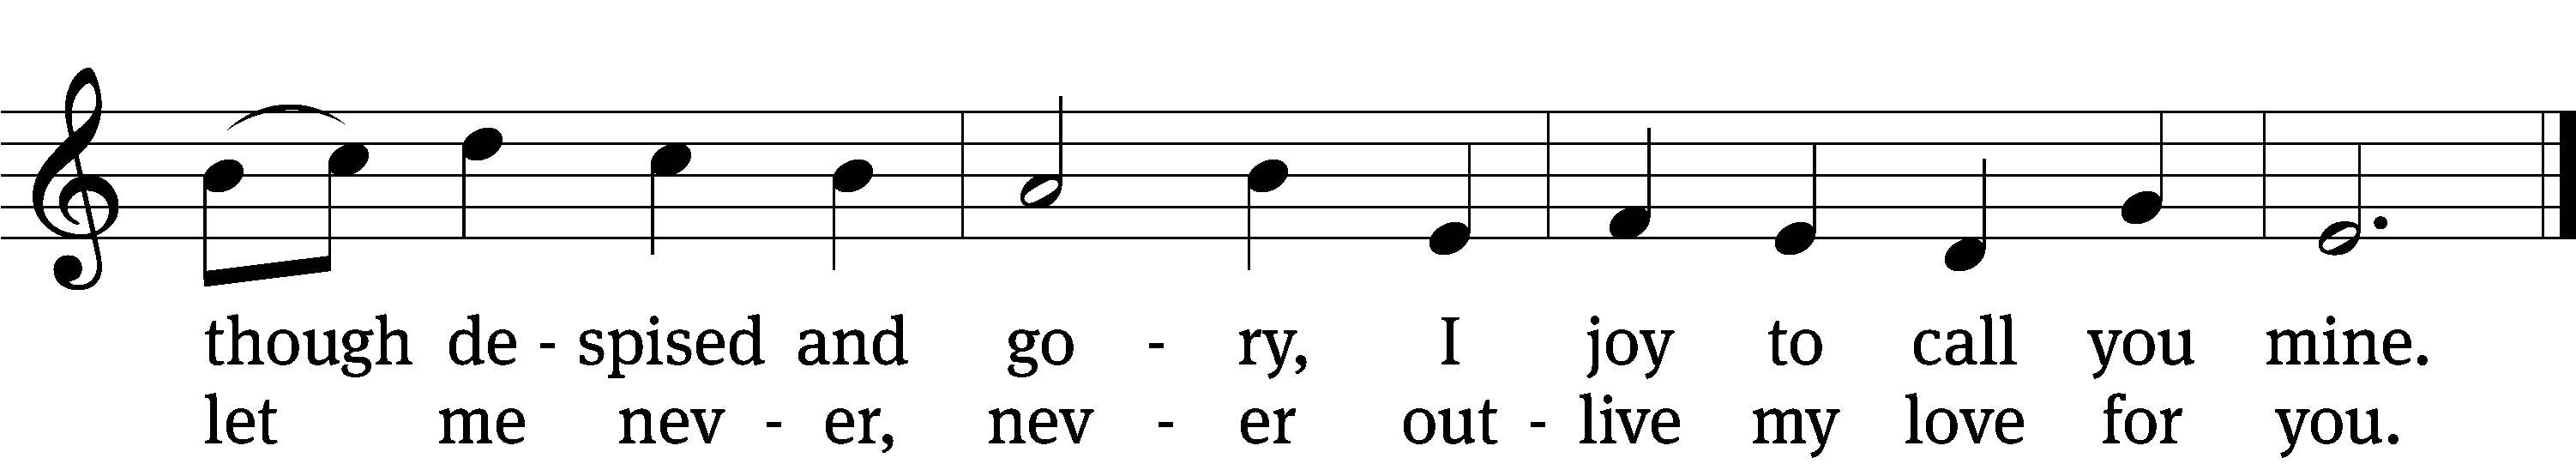 though de - spised and go - ry, I joy to call you mine.
let me nev - er, nev - er out - live my love for you.